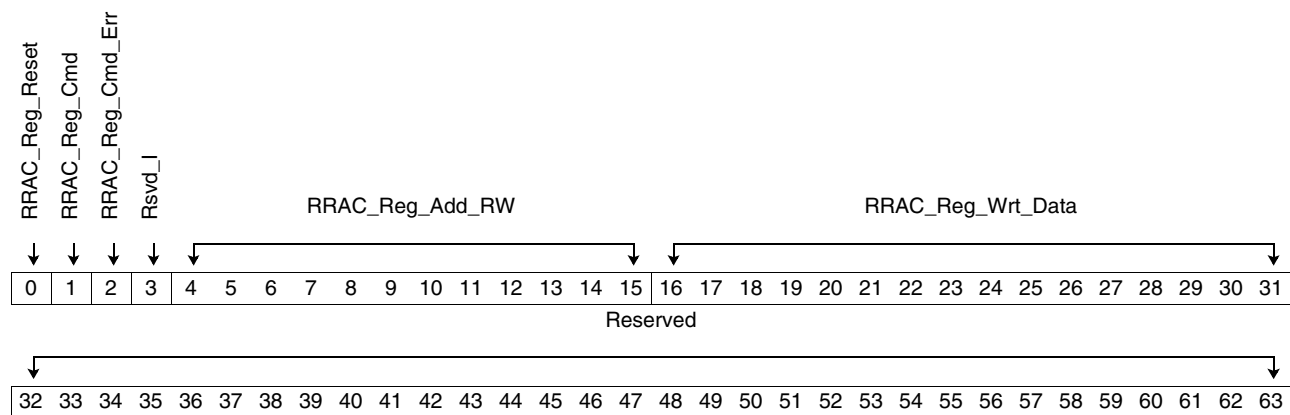 RRAC_Reg_Reset
RRAC_Reg_Cmd
RRAC_Reg_Cmd_Err
Rsvd_I
RRAC_Reg_Add_RW
RRAC_Reg_Wrt_Data
0 1 2 3 4 5 6 7 8 9 10 11 12 13 14 15 16 17 18 19 20 21 22 23 24 25 26 27 28 29 30 31
Reserved
32 33 34 35 36 37 38 39 40 41 42 43 44 45 46 47 48 49 50 51 52 53 54 55 56 57 58 59 60 61 62 63